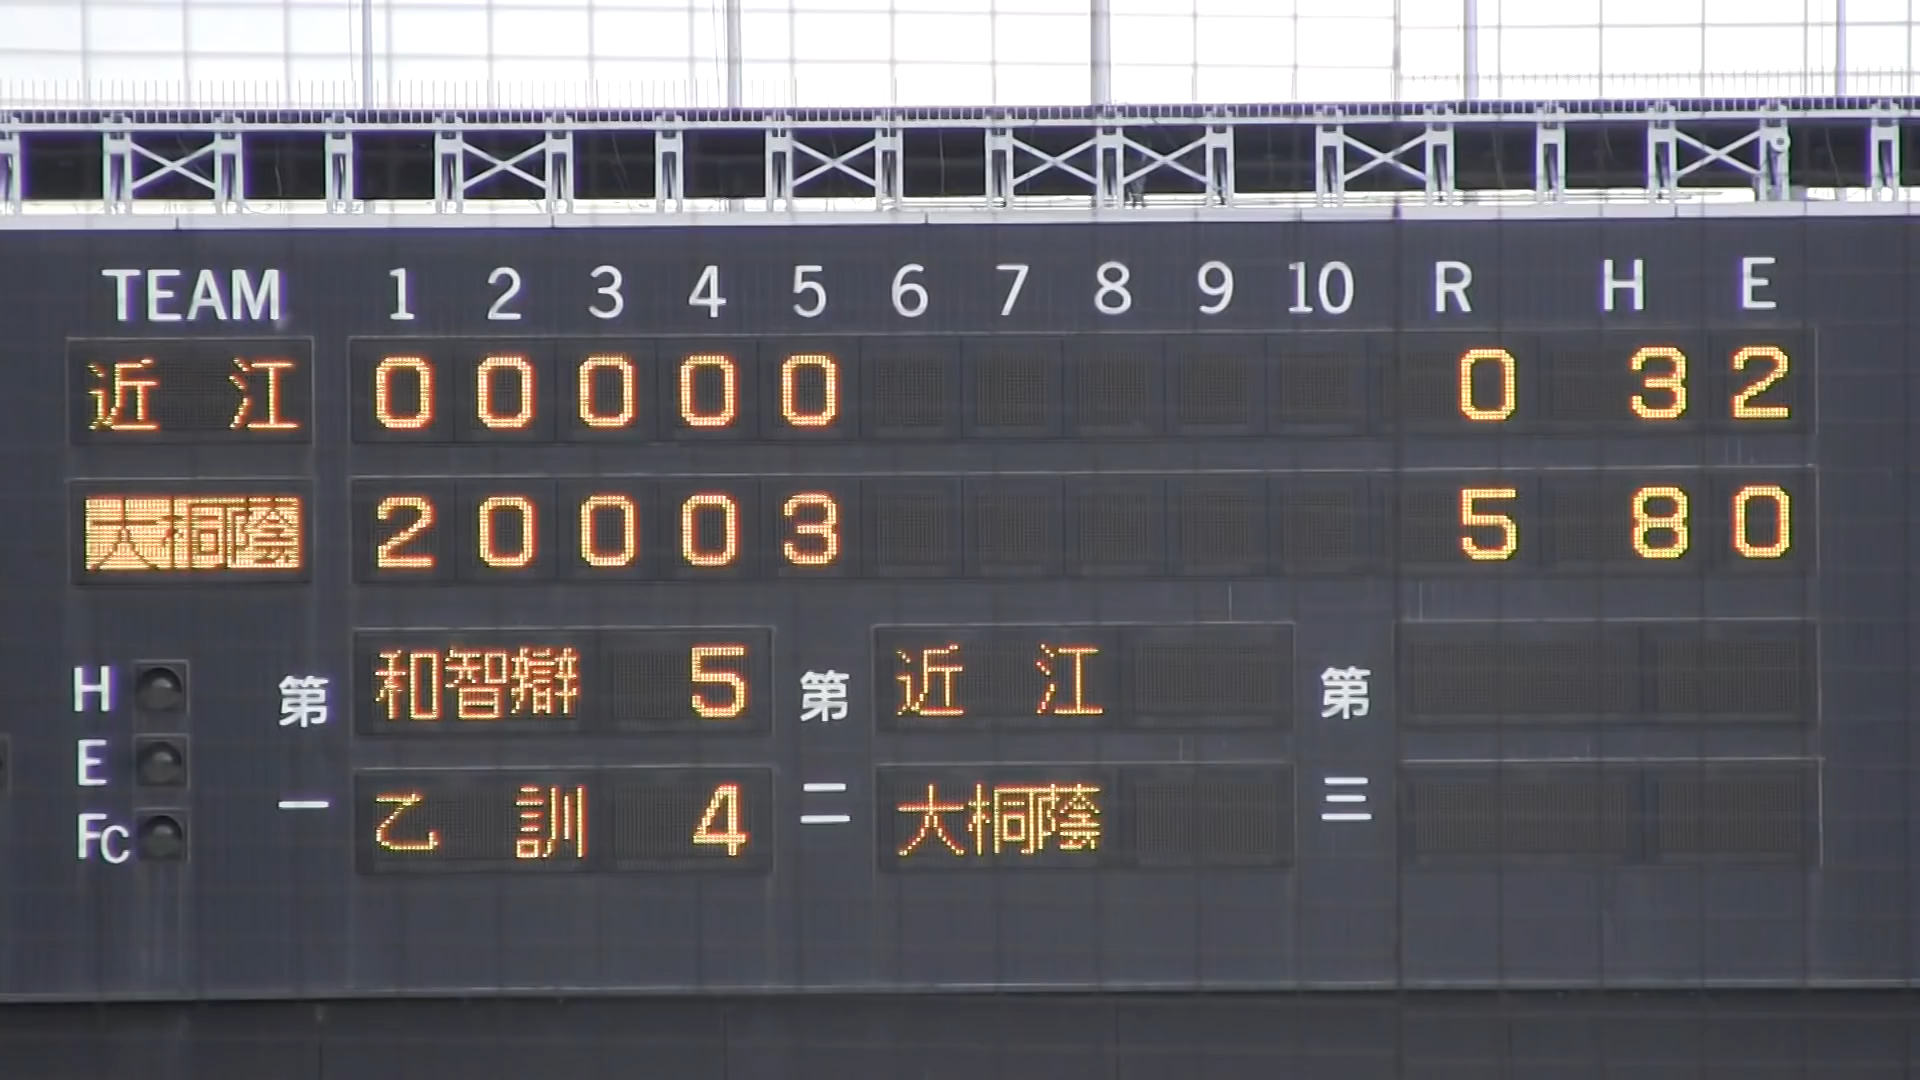 TEAM 1 2 3 4 5 6 7 8 9 10 R H E
近江 0 0 0 0 0 0 3 2
大桐蔭 2 0 0 0 3 5 8 0
H 第一 和智辯 5 第二 近江 第三
E
Fc 乙訓 4 大桐蔭